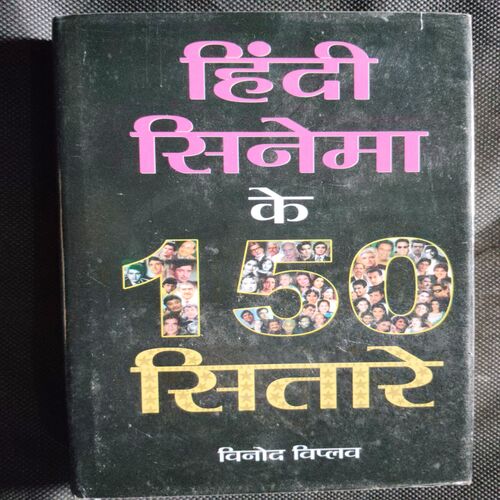 हिंदी
सिनेमा
के
150
सितारे
विनोद विप्लव